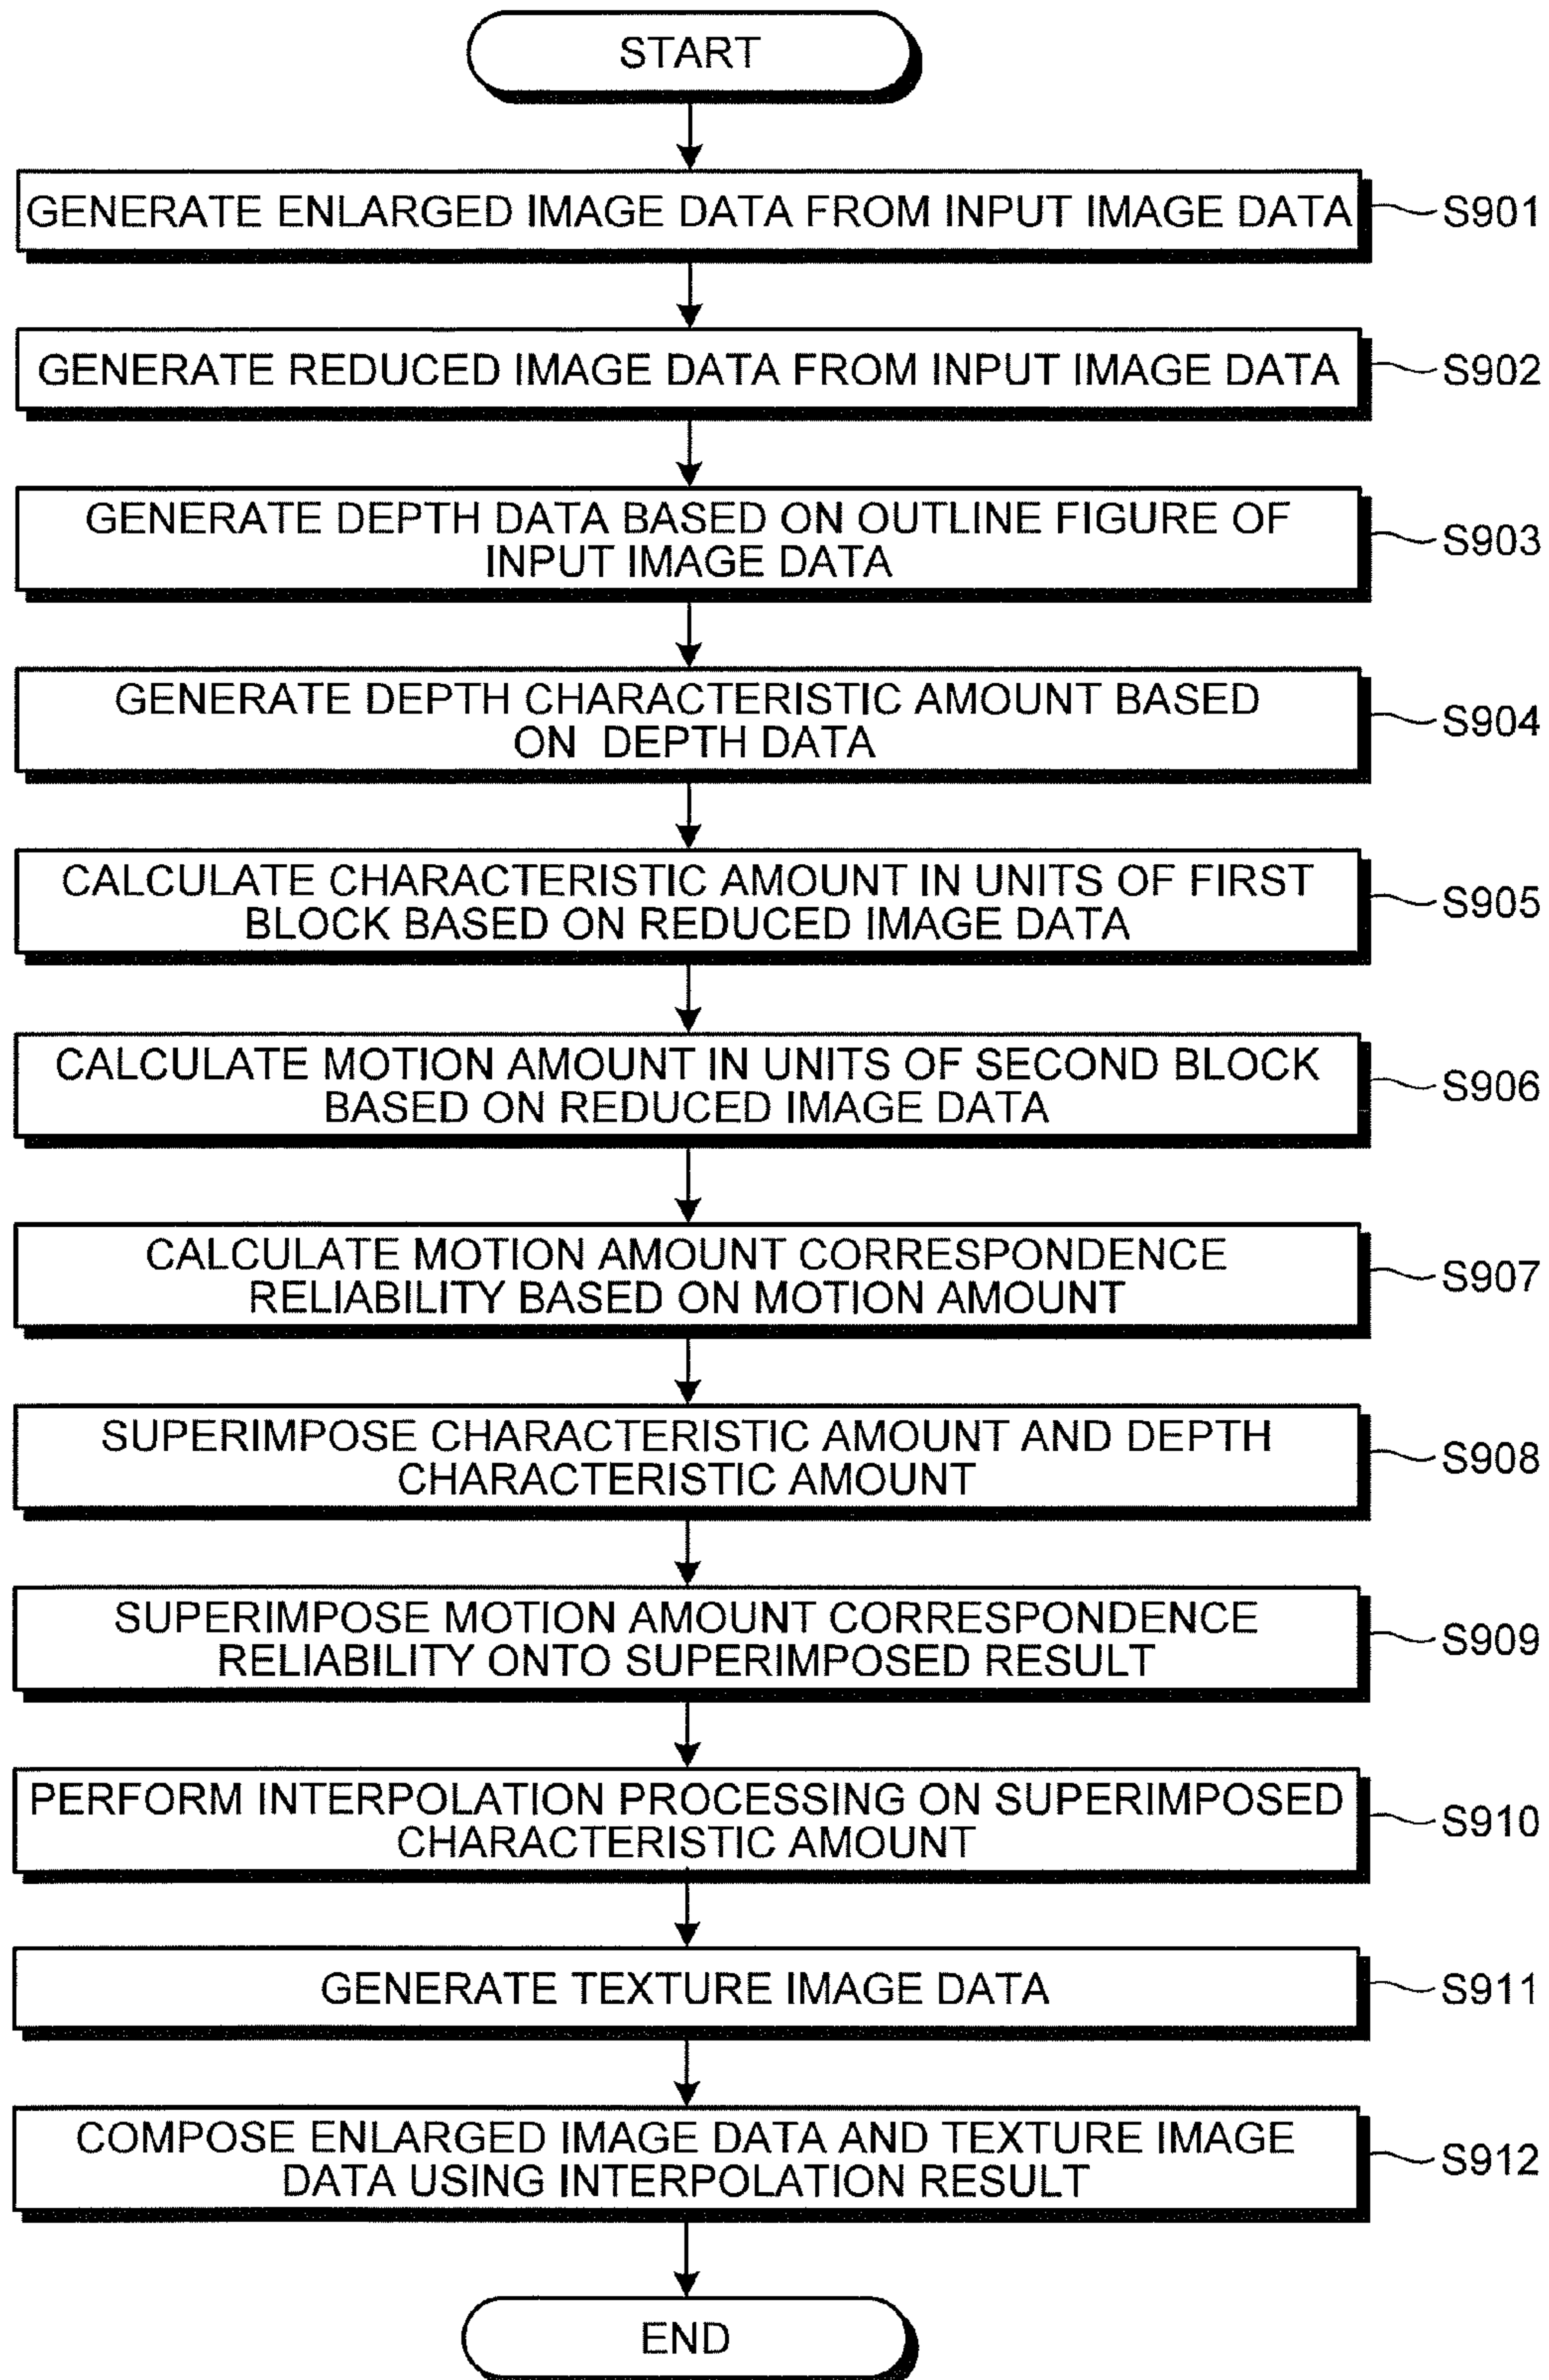 START
GENERATE ENLARGED IMAGE DATA FROM INPUT IMAGE DATA
S901
GENERATE REDUCED IMAGE DATA FROM INPUT IMAGE DATA
S902
GENERATE DEPTH DATA BASED ON OUTLINE FIGURE OF
INPUT IMAGE DATA
S903
GENERATE DEPTH CHARACTERISTIC AMOUNT BASED
ON DEPTH DATA
S904
CALCULATE CHARACTERISTIC AMOUNT IN UNITS OF FIRST
BLOCK BASED ON REDUCED IMAGE DATA
S905
CALCULATE MOTION AMOUNT IN UNITS OF SECOND BLOCK
BASED ON REDUCED IMAGE DATA
S906
CALCULATE MOTION AMOUNT CORRESPONDENCE
RELIABILITY BASED ON MOTION AMOUNT
S907
SUPERIMPOSE CHARACTERISTIC AMOUNT AND DEPTH
CHARACTERISTIC AMOUNT
S908
SUPERIMPOSE MOTION AMOUNT CORRESPONDENCE
RELIABILITY ONTO SUPERIMPOSED RESULT
S909
PERFORM INTERPOLATION PROCESSING ON SUPERIMPOSED
CHARACTERISTIC AMOUNT
S910
GENERATE TEXTURE IMAGE DATA
S911
COMPOSE ENLARGED IMAGE DATA AND TEXTURE IMAGE
DATA USING INTERPOLATION RESULT
S912
END